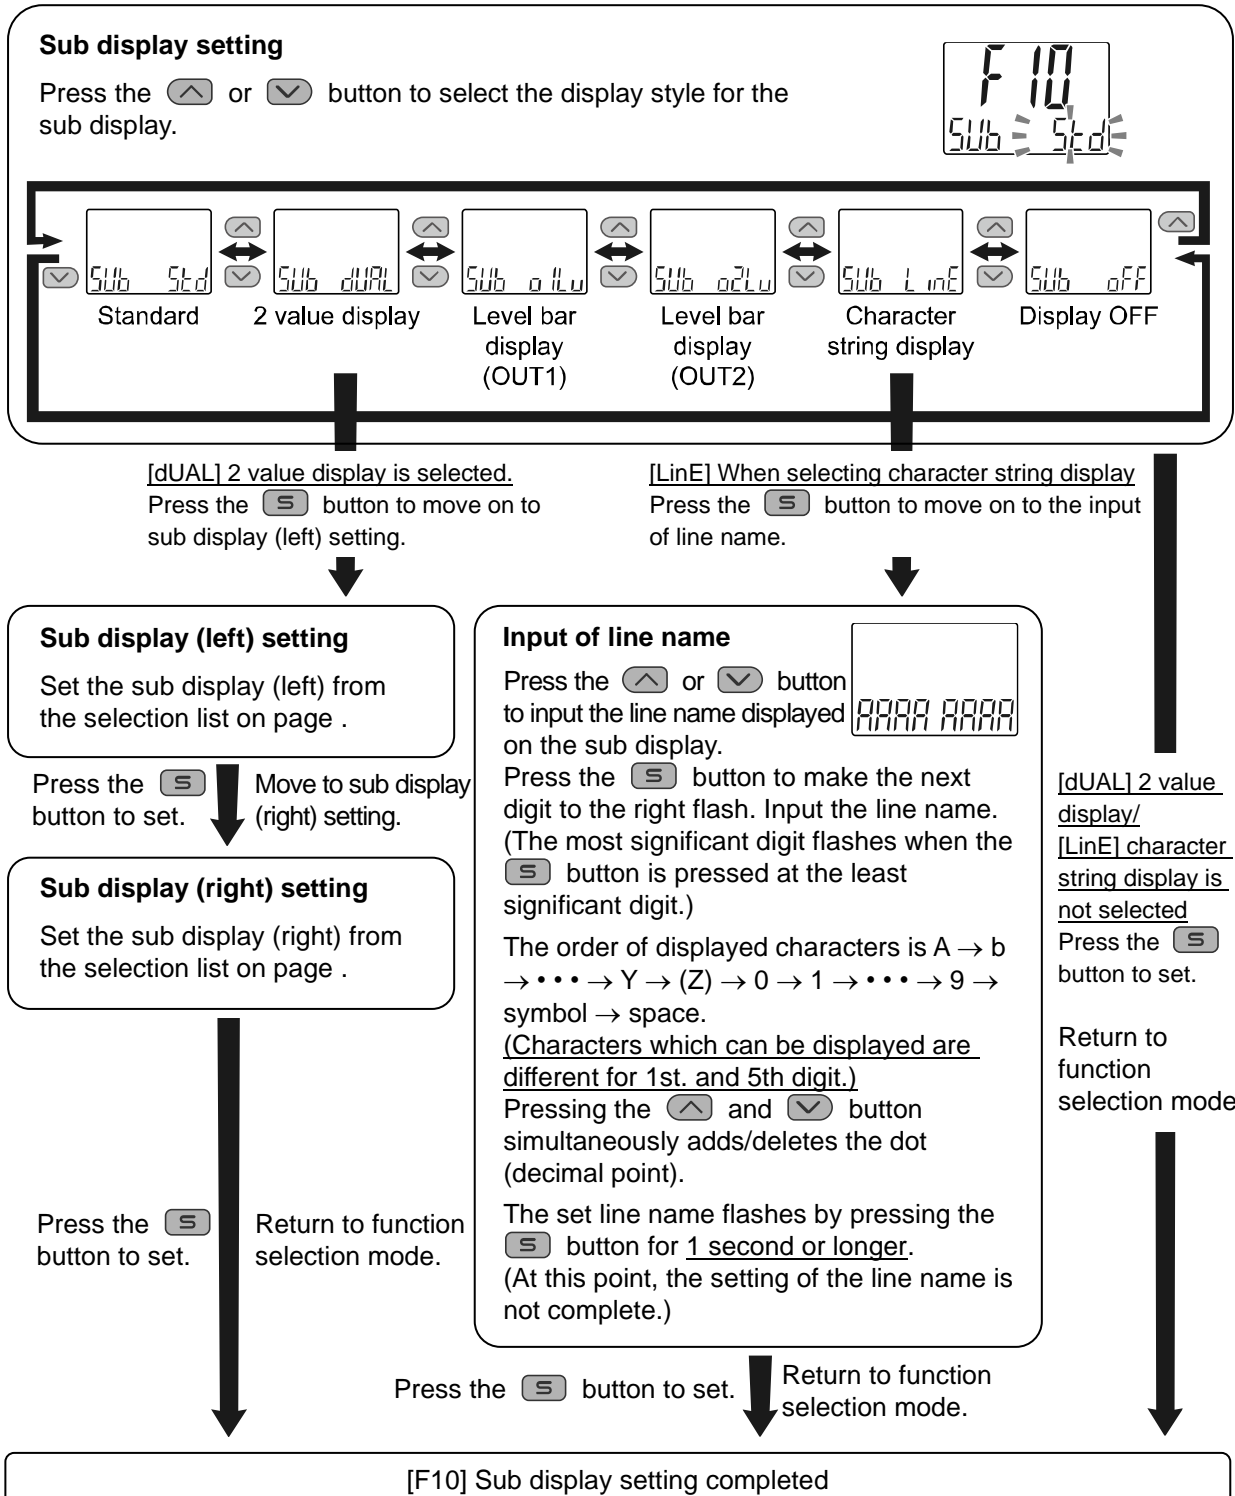 Sub display setting
Press the or button to select the display style for the
sub display.
F 10
SUb Std
SUb Std
SUb dUAL
SUb o1Lv
SUb o2Lv
SUb LinE
SUb oFF
Standard
2 value display
Level bar
display
(OUT1)
Level bar
display
(OUT2)
Character
string display
Display OFF
[dUAL] 2 value display is selected.
Press the S button to move on to
sub display (left) setting.
[LinE] When selecting character string display
Press the S button to move on to the input
of line name.
Sub display (left) setting
Set the sub display (left) from
the selection list on page .
Press the S
button to set.
Move to sub display
(right) setting.
Sub display (right) setting
Set the sub display (right) from
the selection list on page .
Press the S
button to set.
Return to function
selection mode.
Input of line name
Press the or button
to input the line name displayed
on the sub display.
AAAA AAAA
Press the S button to make the next
digit to the right flash. Input the line name.
(The most significant digit flashes when the
S button is pressed at the least
significant digit.)
The order of displayed characters is A → b
→ • • • → Y → (Z) → 0 → 1 → • • • → 9 →
symbol → space.
(Characters which can be displayed are
different for 1st. and 5th digit.)
Pressing the and button
simultaneously adds/deletes the dot
(decimal point).
The set line name flashes by pressing the
S button for 1 second or longer.
(At this point, the setting of the line name is
not complete.)
Press the S button to set.
Return to function
selection mode.
[dUAL] 2 value
display/
[LinE] character
string display is
not selected
Press the S
button to set.
Return to
function
selection mode
[F10] Sub display setting completed